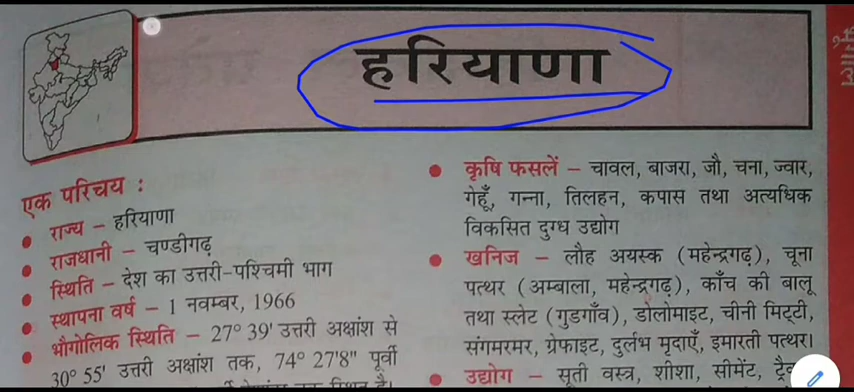 हरियाणा
भूगोल
एक परिचय :
• राज्य – हरियाणा
• राजधानी – चण्डीगढ़
• स्थिति – देश का उत्तरी-पश्चिमी भाग
• स्थापना वर्ष – 1 नवम्बर, 1966
• भौगोलिक स्थिति – 27° 39' उत्तरी अक्षांश से
30° 55' उत्तरी अक्षांश तक, 74° 27'8" पूर्वी
• कृषि फसलें – चावल, बाजरा, जौ, चना, ज्वार,
गेहूँ, गन्ना, तिलहन, कपास तथा अत्यधिक
विकसित दुग्ध उद्योग
• खनिज – लौह अयस्क (महेन्द्रगढ़), चूना
पत्थर (अम्बाला, महेन्द्रगढ़), काँच की बालू
तथा स्लेट (गुडगाँव), डोलोमाइट, चीनी मिट्टी,
संगमरमर, ग्रेफाइट, दुर्लभ मृदाएँ, इमारती पत्थर।
• उद्योग – सूती वस्त्र, शीशा, सीमेंट,